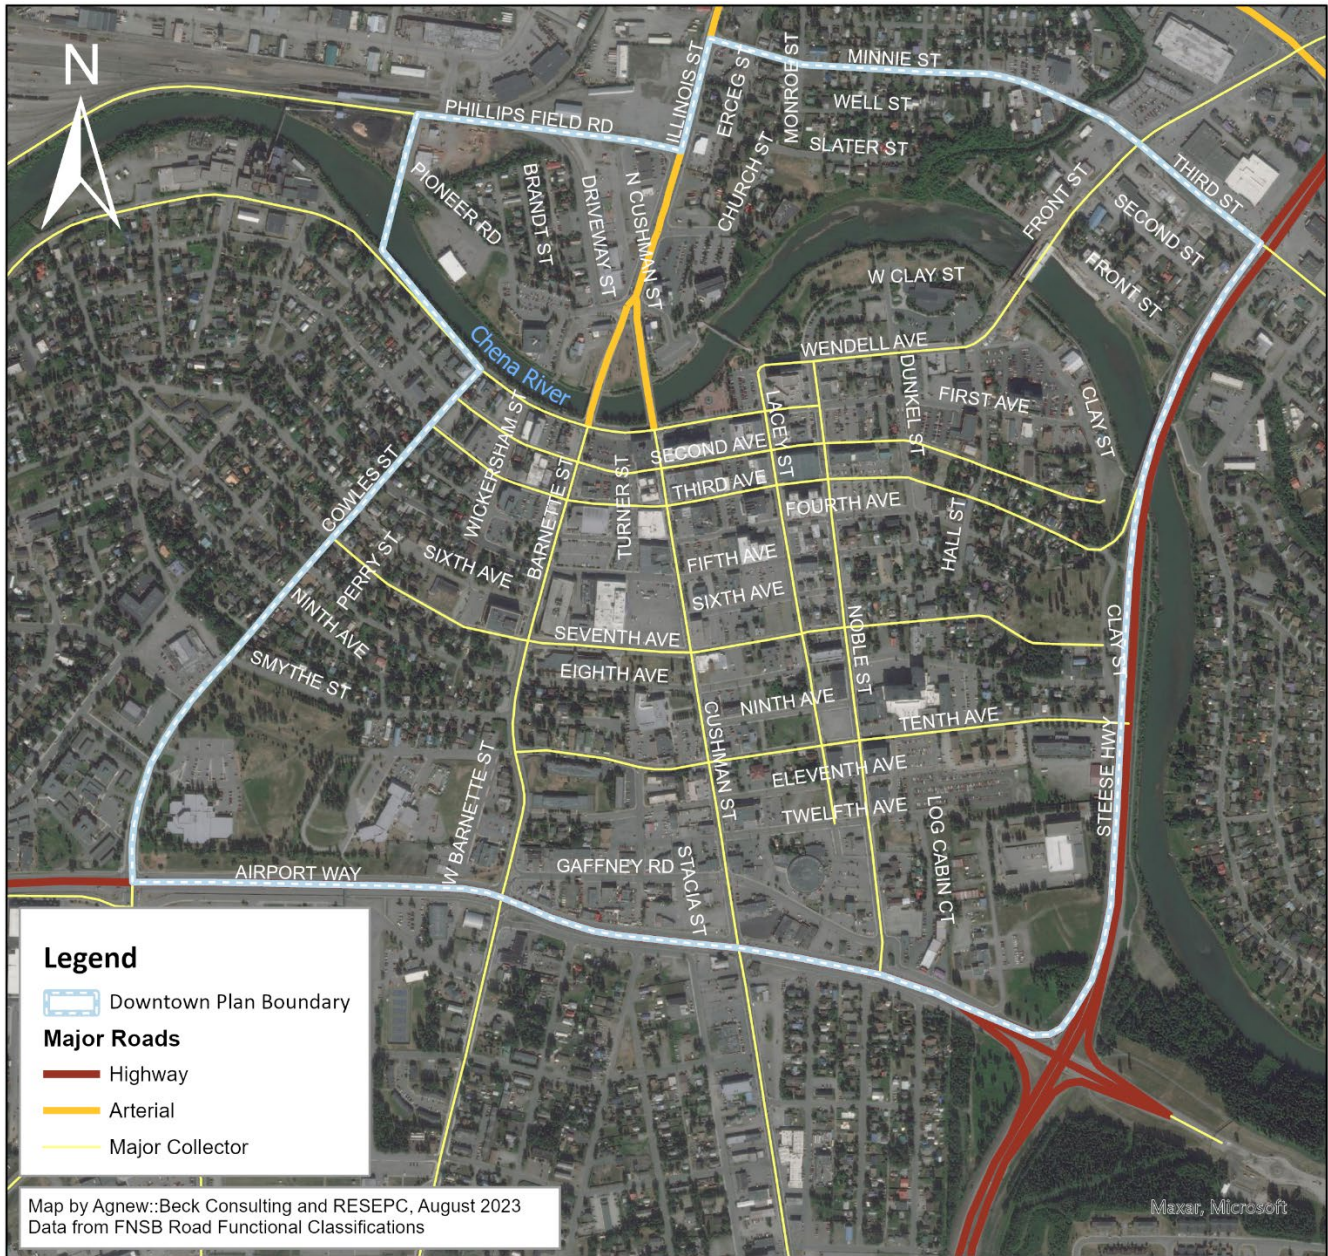 N
ILLINOIS ST
ERCEG ST
MONROE ST
MINNIE ST
WELL ST
PHILLIPS FIELD RD
SLATER ST
CHURCH ST
THIRD ST
PIONEER RD
BRANDT ST
DRIVEWAY ST
N CUSHMAN ST
FRONT ST
SECOND ST
FRONT ST
W CLAY ST
Chena River
WENDELL AVE
DUNKEL ST
FIRST AVE
CLAY ST
LACEY ST
WICKERSHAM ST
SECOND AVE
COWLES ST
TURNER ST
THIRD AVE
FOURTH AVE
BARNETTE ST
HALL ST
PERRY ST
SIXTH AVE
FIFTH AVE
SIXTH AVE
NINTH AVE
SEVENTH AVE
NOBLE ST
CLAY ST
SMYTHE ST
EIGHTH AVE
NINTH AVE
TENTH AVE
CUSHMAN ST
W BARNETTE ST
ELEVENTH AVE
STEESE HWY
TWELFTH AVE
LOG CABIN CT
AIRPORT WAY
GAFFNEY RD
STACIA ST
Legend
Downtown Plan Boundary
Major Roads
Highway
Arterial
Major Collector
Map by Agnew::Beck Consulting and RESEPC, August 2023
Data from FNSB Road Functional Classifications
Maxar, Microsoft